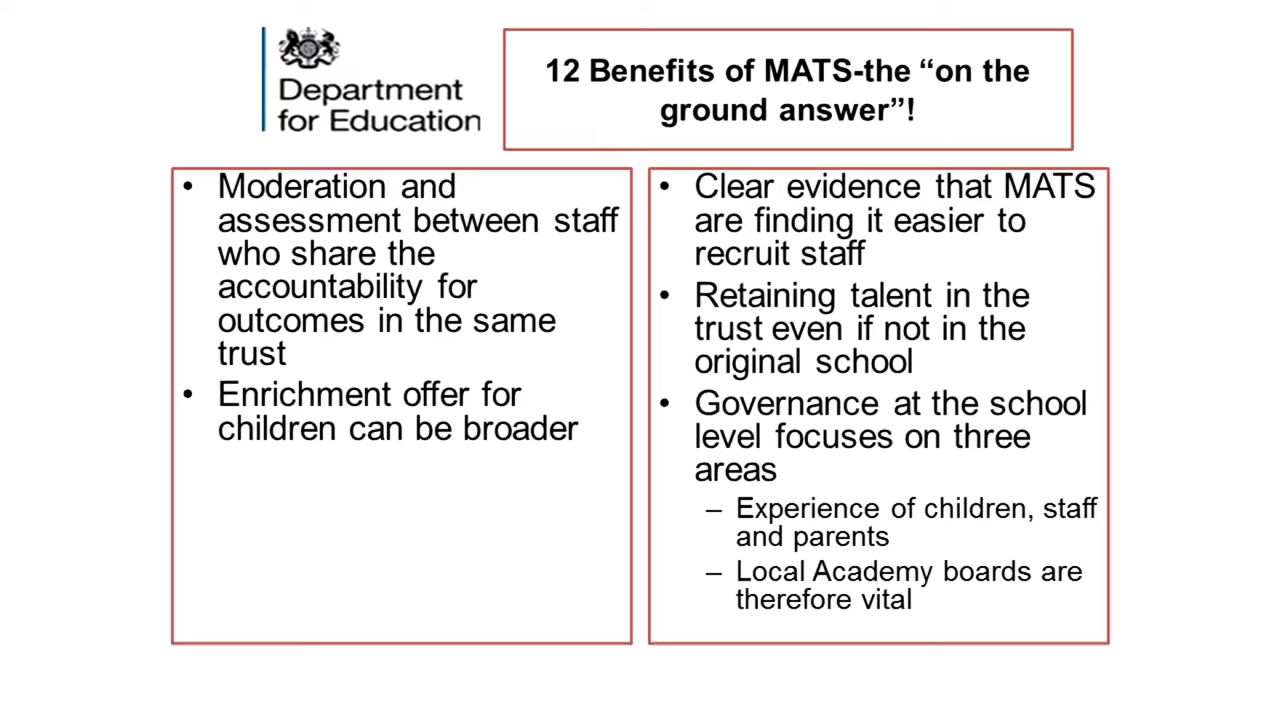 Department
for Education
12 Benefits of MATS-the “on the
ground answer”!
• Moderation and
assessment between staff
who share the
accountability for
outcomes in the same
trust
• Enrichment offer for
children can be broader
• Clear evidence that MATS
are finding it easier to
recruit staff
• Retaining talent in the
trust even if not in the
original school
• Governance at the school
level focuses on three
areas
– Experience of children, staff
and parents
– Local Academy boards are
therefore vital